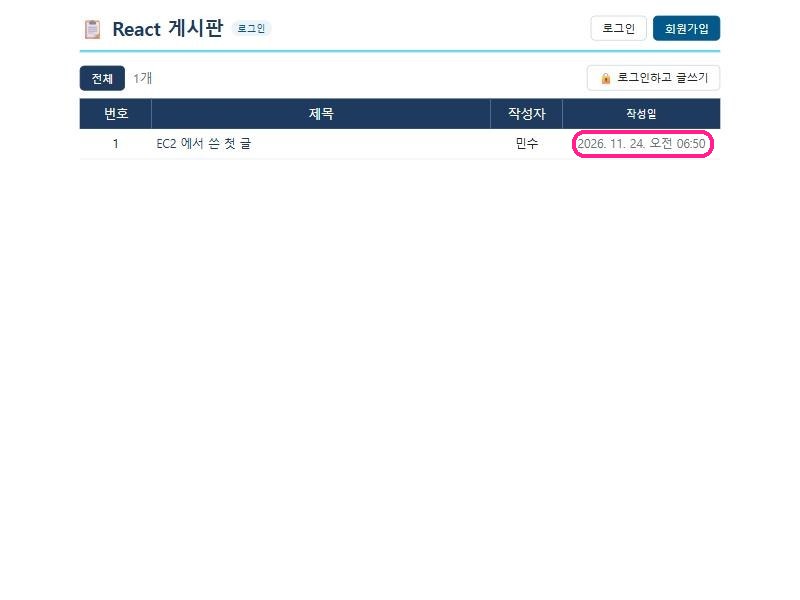 React 게시판 로그인 로그인 회원가입
전체 1개 로그인하고 글쓰기
번호 제목 작성자 작성일
1 EC2 에서 쓴 첫 글 민수 2026. 11. 24. 오전 06:50